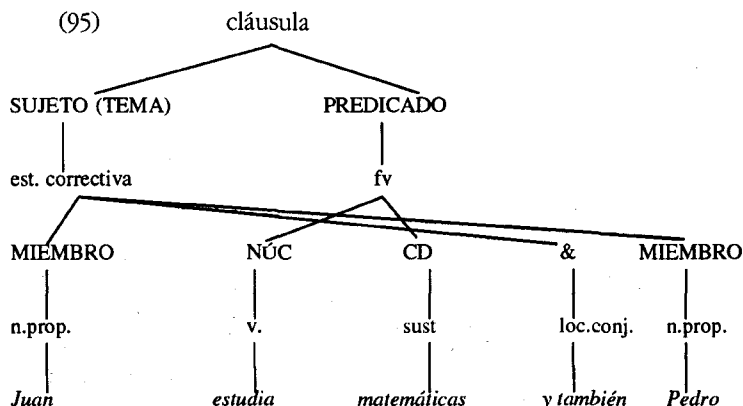 (95) cláusula
SUJETO (TEMA) PREDICADO
est. correctiva fv
MIEMBRO NÚC CD & MIEMBRO
n.prop. v. sust loc.conj. n.prop.
Juan estudia matemáticas y también Pedro